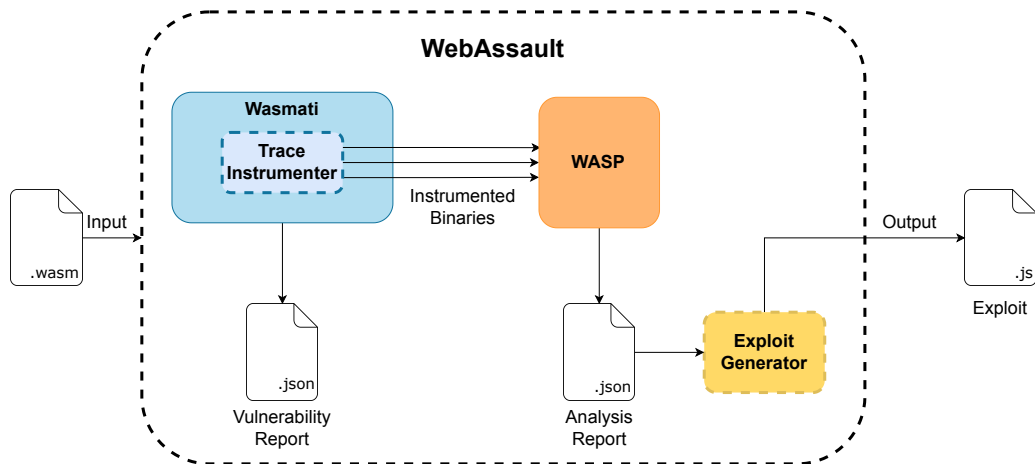 WebAssault
Wasmati
Trace
Instrumenter
WASP
Instrumented
Binaries
Input
.wasm
Output
.js
Exploit
.json
Vulnerability
Report
.json
Analysis
Report
Exploit
Generator